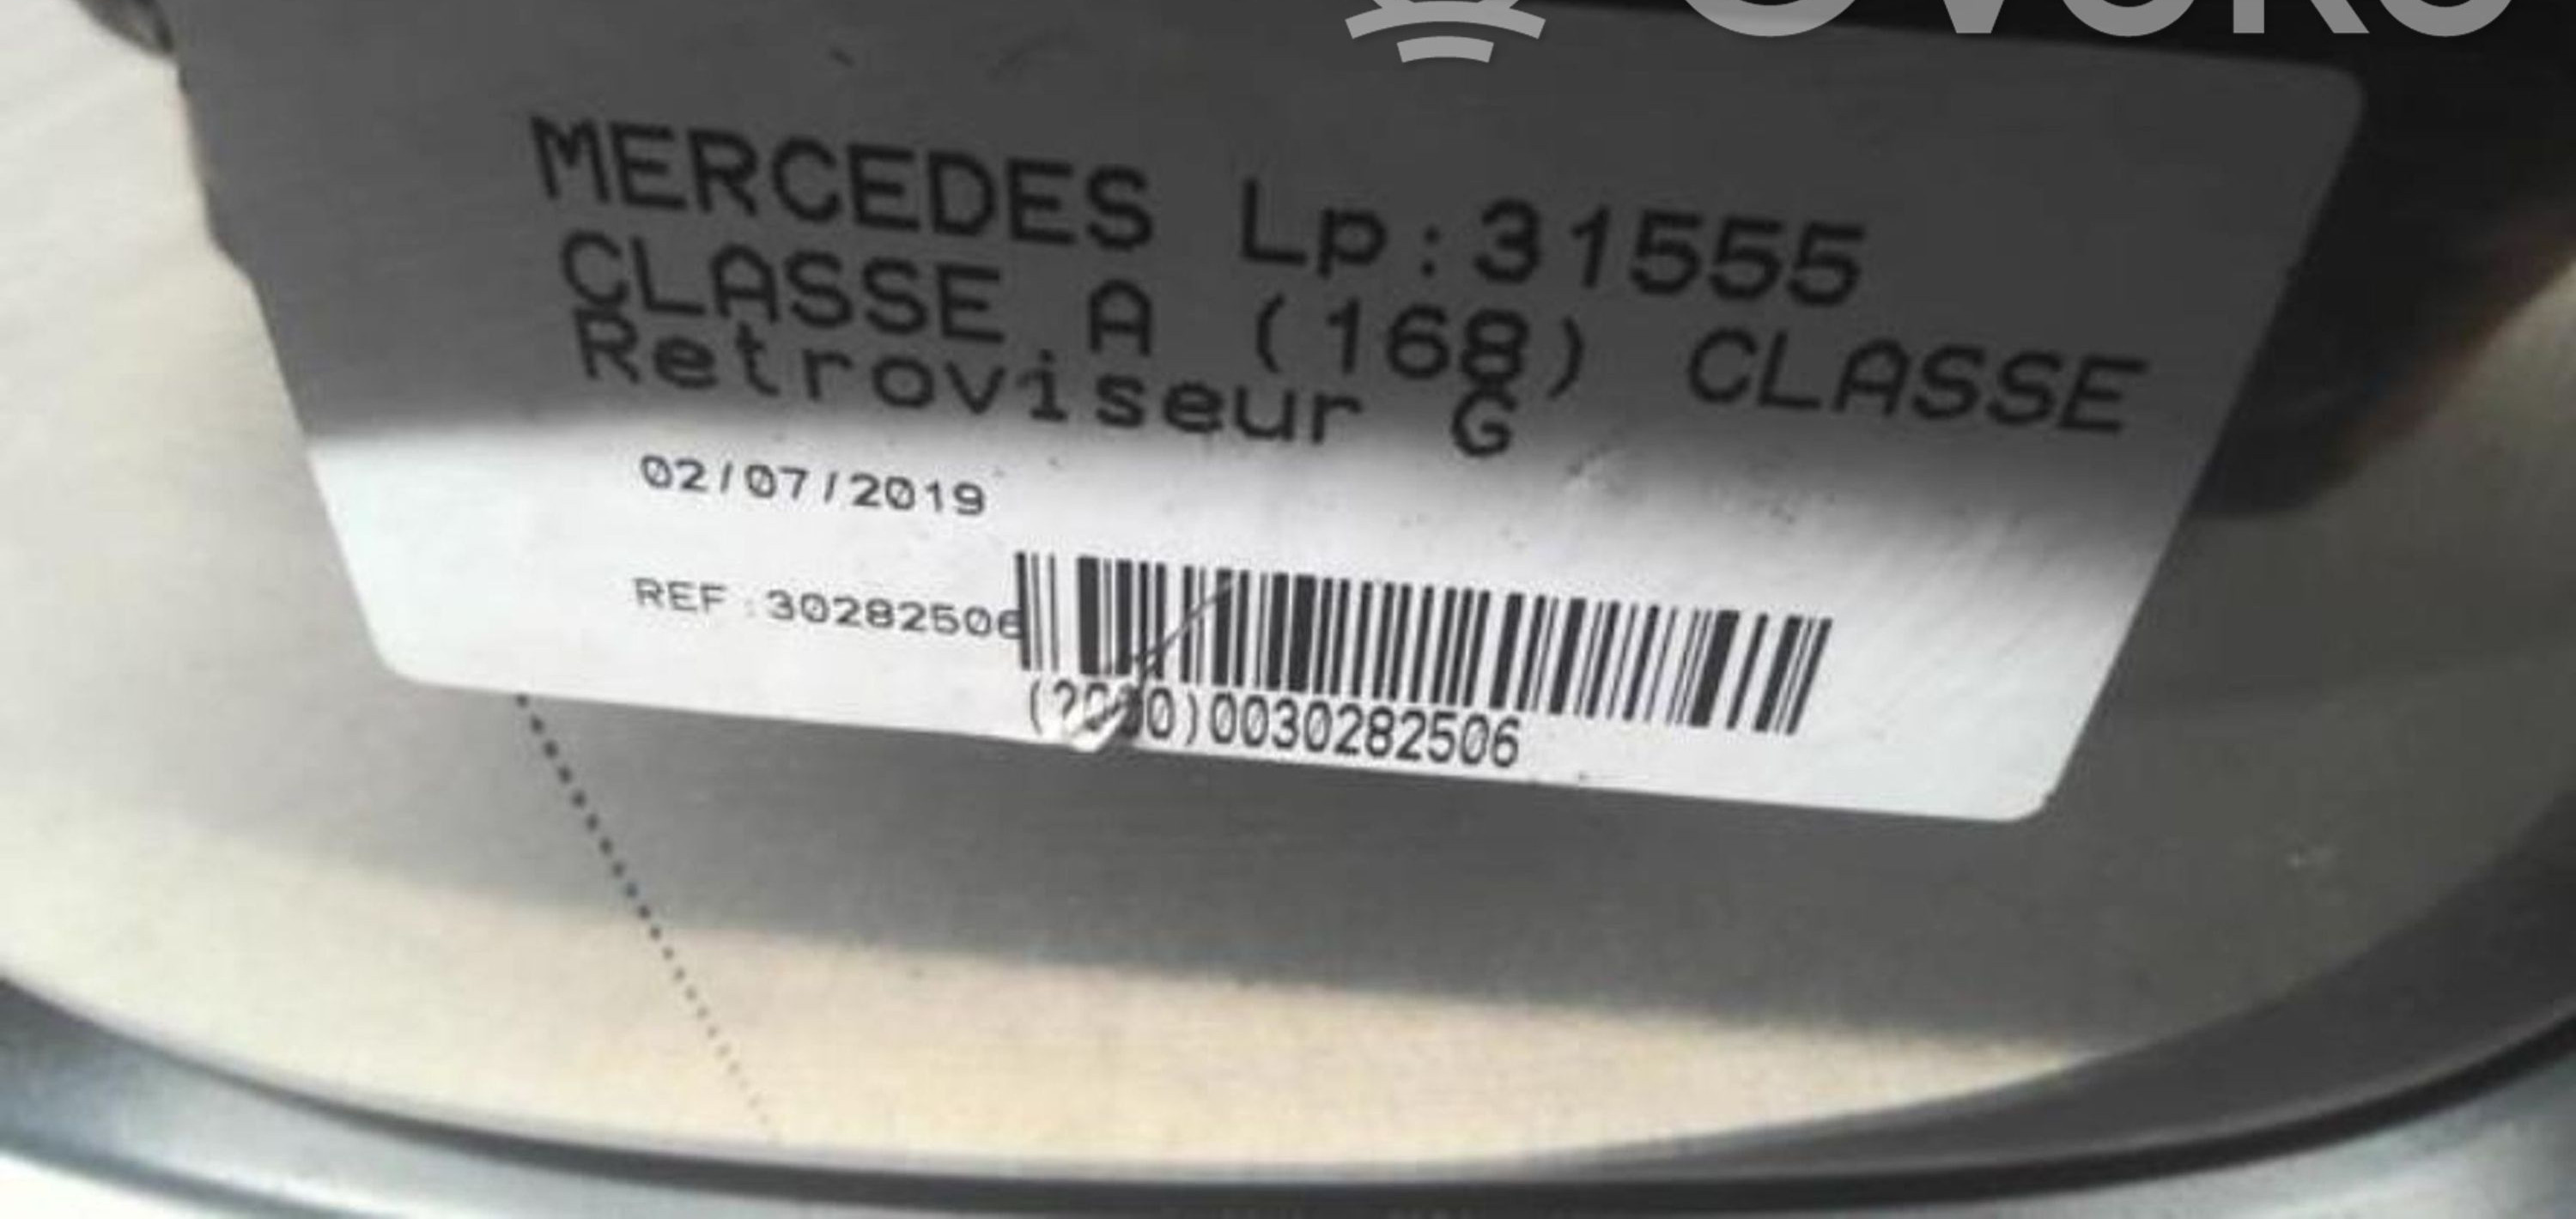 MERCEDES Lp:31555
CLASSE A (168) CLASSE
Retroviseur G
02/07/2019
REF:30282506
0030282506